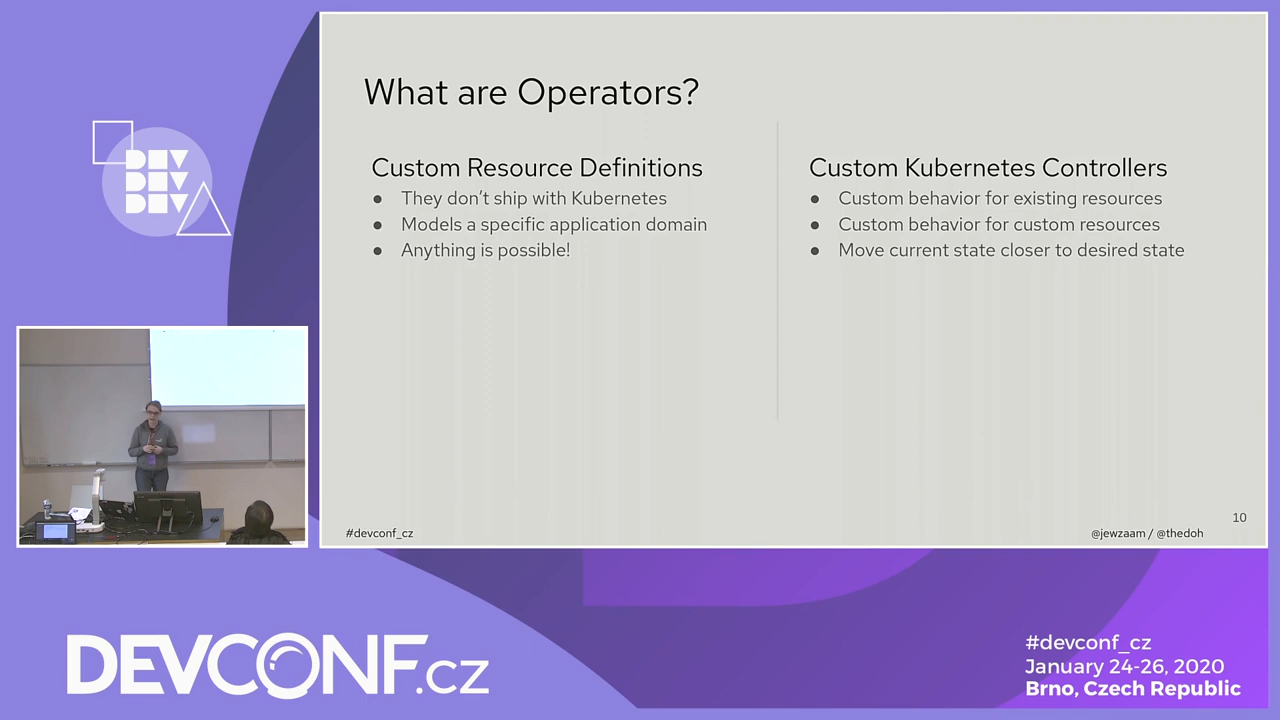 What are Operators?
Custom Resource Definitions
● They don’t ship with Kubernetes
● Models a specific application domain
● Anything is possible!
Custom Kubernetes Controllers
● Custom behavior for existing resources
● Custom behavior for custom resources
● Move current state closer to desired state
10
#devconf_cz
@jewzaam / @thedoh
DEV
DEV
DEV
DEVCONF.cz
#devconf_cz
January 24-26, 2020
Brno, Czech Republic